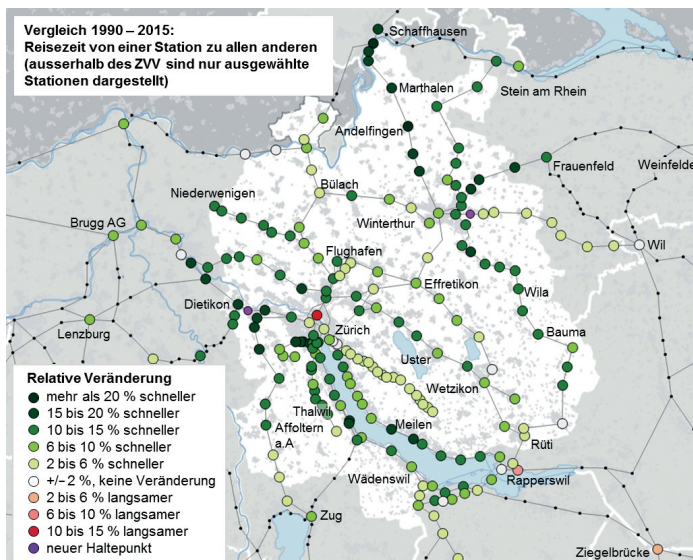 Vergleich 1990 – 2015:
Reisezeit von einer Station zu allen anderen
(ausserhalb des ZVV sind nur ausgewählte
Stationen dargestellt)
Schaffhausen
Marthalen
Stein am Rhein
Andelfingen
Frauenfeld
Weinfelde
Niederwenigen
Bülach
Winterthur
Brugg AG
Flughafen
Wil
Effretikon
Dietikon
Wila
Lenzburg
Zürich
Bauma
Uster
Wetzikon
Relative Veränderung
mehr als 20 % schneller
15 bis 20 % schneller
10 bis 15 % schneller
6 bis 10 % schneller
2 bis 6 % schneller
+/– 2 %, keine Veränderung
2 bis 6 % langsamer
6 bis 10 % langsamer
10 bis 15 % langsamer
neuer Haltepunkt
Thalwil
Affoltern
a.A
Meilen
Rüti
Wädenswil
Rapperswil
Zug
Ziegelbrücke